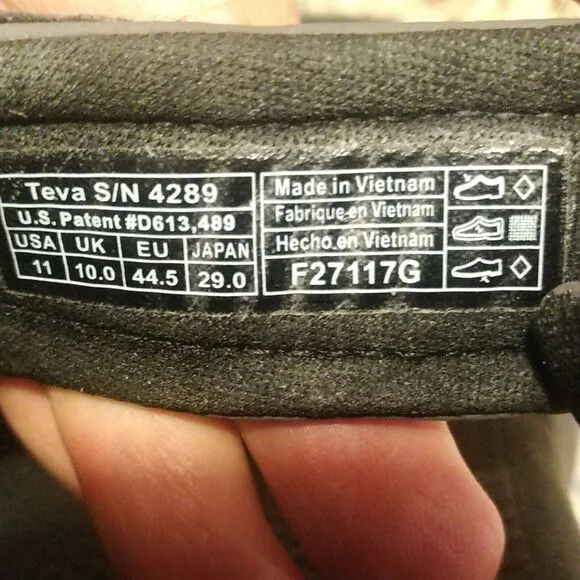 Teva S/N 4289
U.S. Patent #D613,489
USA UK EU JAPAN
11 10.0 44.5 29.0
Made in Vietnam
Fabrique en Vietnam
Hecho en Vietnam
F27117G